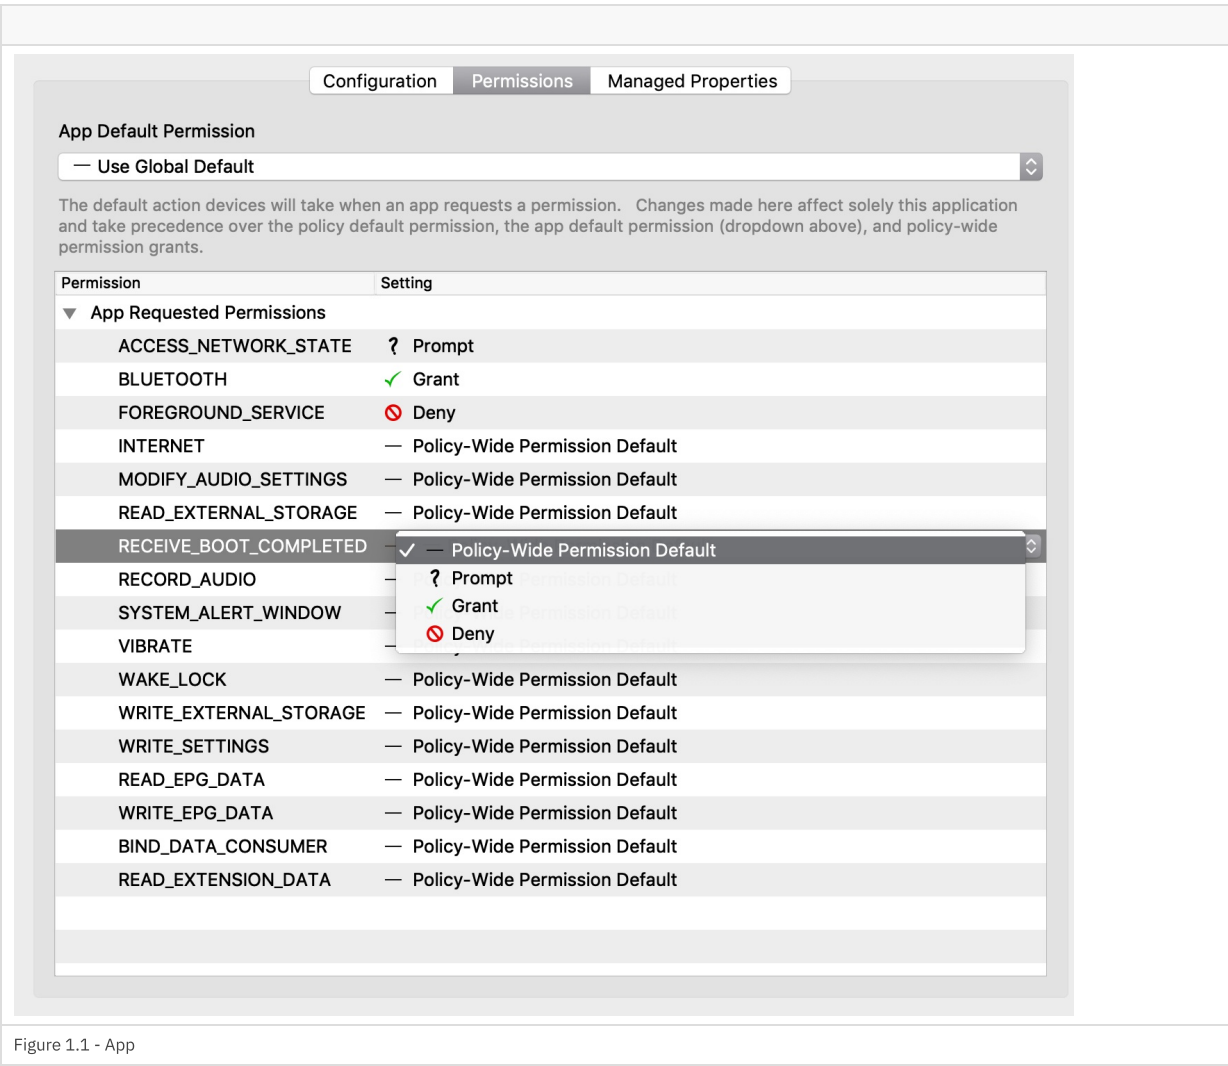 Configuration Permissions Managed Properties
App Default Permission
— Use Global Default
The default action devices will take when an app requests a permission. Changes made here affect solely this application
and take precedence over the policy default permission, the app default permission (dropdown above), and policy-wide
permission grants.
Permission Setting
App Requested Permissions
ACCESS_NETWORK_STATE ? Prompt
BLUETOOTH Grant
FOREGROUND_SERVICE Deny
INTERNET — Policy-Wide Permission Default
MODIFY_AUDIO_SETTINGS — Policy-Wide Permission Default
READ_EXTERNAL_STORAGE — Policy-Wide Permission Default
RECEIVE_BOOT_COMPLETED — Policy-Wide Permission Default
RECORD_AUDIO — ? Prompt
SYSTEM_ALERT_WINDOW — Grant
VIBRATE — Deny
WAKE_LOCK — Policy-Wide Permission Default
WRITE_EXTERNAL_STORAGE — Policy-Wide Permission Default
WRITE_SETTINGS — Policy-Wide Permission Default
READ_EPG_DATA — Policy-Wide Permission Default
WRITE_EPG_DATA — Policy-Wide Permission Default
BIND_DATA_CONSUMER — Policy-Wide Permission Default
READ_EXTENSION_DATA — Policy-Wide Permission Default
Figure 1.1 - App